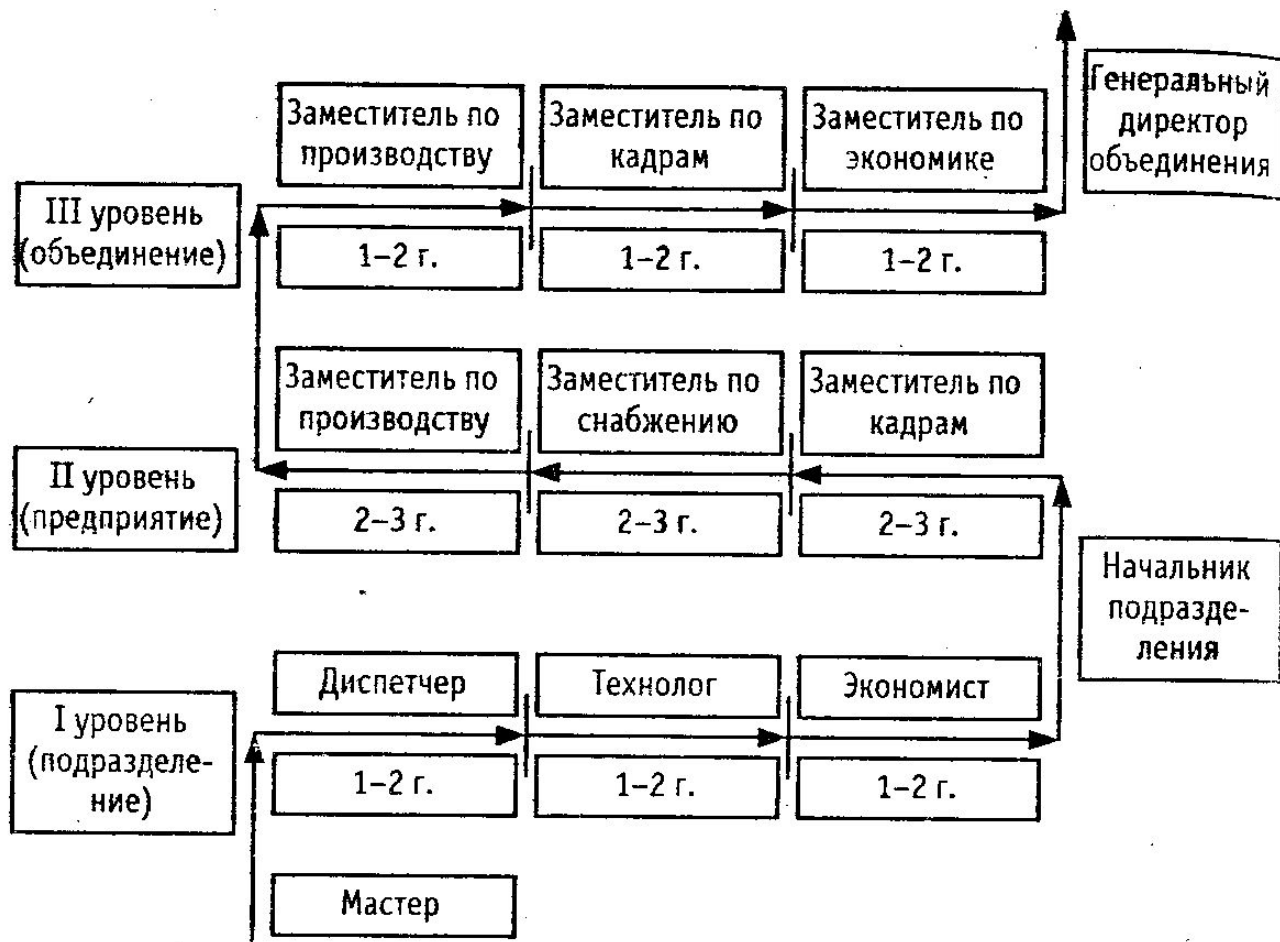 Генеральный
директор
объединения
Заместитель по
производству
Заместитель по
кадрам
Заместитель по
экономике
III уровень
(объединение)
1–2 г.
1–2 г.
1–2 г.
Заместитель по
производству
Заместитель по
снабжению
Заместитель по
кадрам
II уровень
(предприятие)
2–3 г.
2–3 г.
2–3 г.
Начальник
подразде-
ления
Диспетчер
Технолог
Экономист
I уровень
(подразделе-
ние)
1–2 г.
1–2 г.
1–2 г.
Мастер